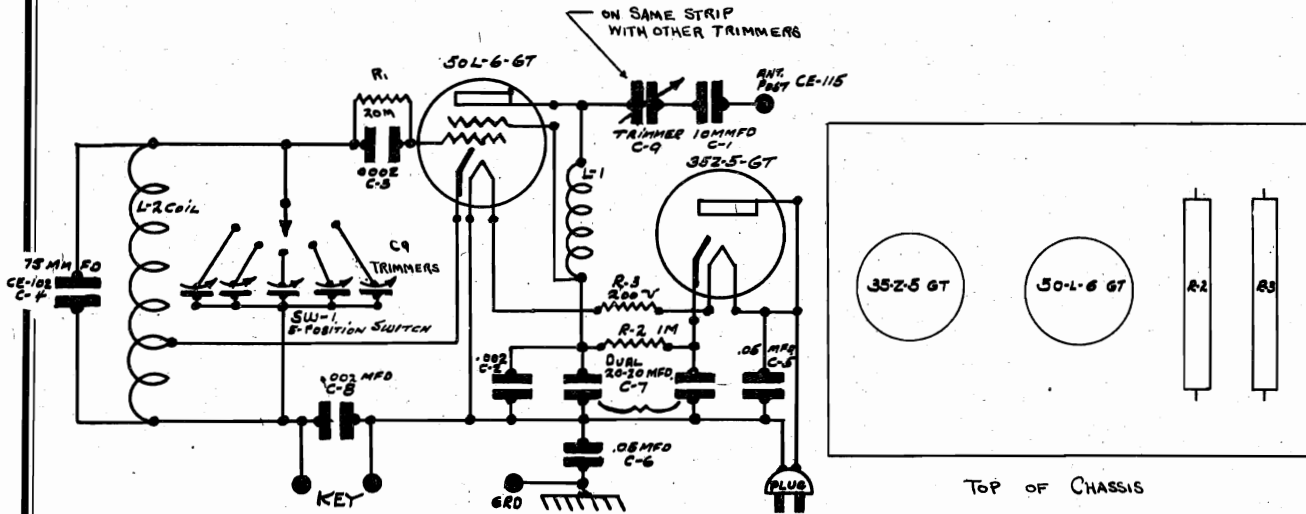 ON SAME STRIP
WITH OTHER TRIMMERS
50L-6-GT
R1
20M
.0002
C-3
TRIMMER
C-9
10MMFD
C-1
ANT.
POST CE-115
35Z-5-GT
L-1
L-2 COIL
75 MMFD
CE-102
C-4
C9
TRIMMERS
SW-1
5-POSITION SWITCH
R-3
200 V
R-2 1M
.002
C-2
DUAL
20-20 MFD.
C-7
.05 MFD
C-5
.002 MFD
C-8
.05 MFD
C-6
KEY
GRD
PLUG
35Z-5 GT
50-L-6 GT
R-2
R-3
TOP OF CHASSIS